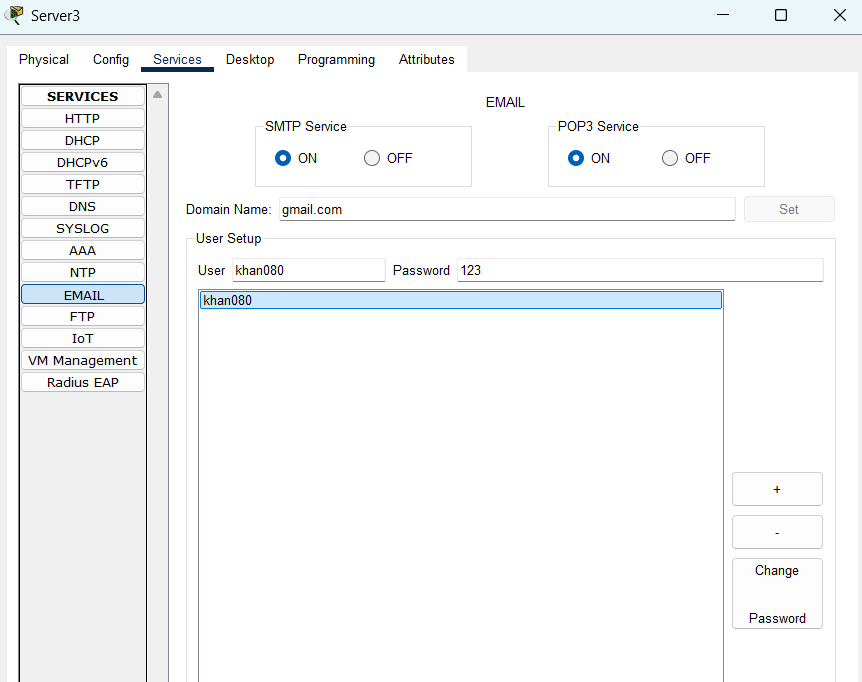 Server3
Physical Config Services Desktop Programming Attributes
SERVICES
HTTP
DHCP
DHCPv6
TFTP
DNS
SYSLOG
AAA
NTP
EMAIL
FTP
IoT
VM Management
Radius EAP
EMAIL
SMTP Service
ON OFF
POP3 Service
ON OFF
Domain Name: gmail.com Set
User Setup
User khan080 Password 123
khan080
+
-
Change
Password